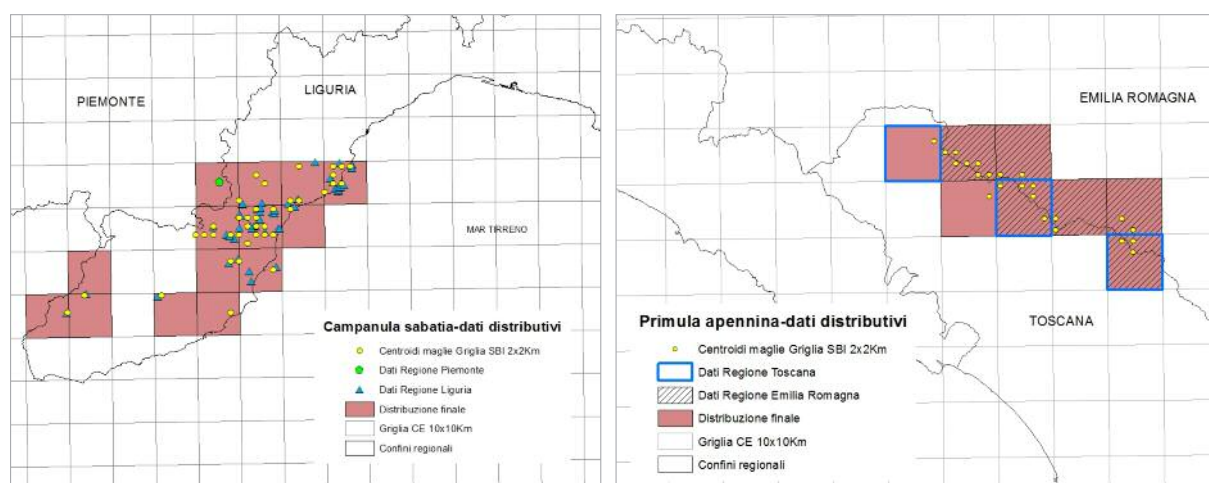 PIEMONTE
LIGURIA
MAR TIRRENO
Campanula sabatia-dati distributivi
Centroidi maglie Griglia SBI 2x2Km
Dati Regione Piemonte
Dati Regione Liguria
Distribuzione finale
Griglia CE 10x10Km
Confini regionali
EMILIA ROMAGNA
TOSCANA
Primula apennina-dati distributivi
Centroidi maglie Griglia SBI 2x2Km
Dati Regione Toscana
Dati Regione Emilia Romagna
Distribuzione finale
Griglia CE 10x10Km
Confini regionali